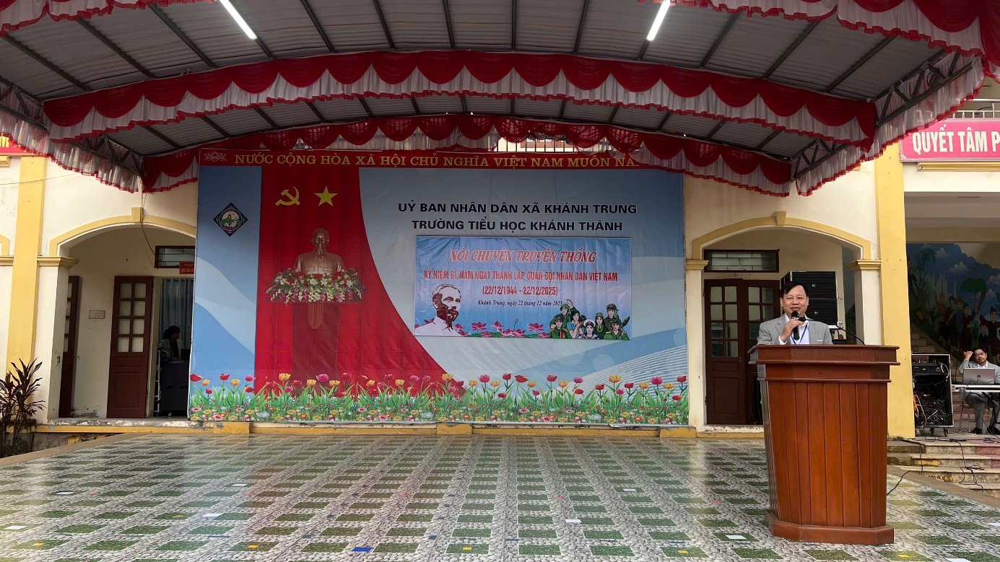 NƯỚC CỘNG HÒA XÃ HỘI CHỦ NGHĨA VIỆT NAM MUÔN NĂ
QUYẾT TÂM P
UỶ BAN NHÂN DÂN XÃ KHÁNH TRUNG
TRƯỜNG TIỂU HỌC KHÁNH THÀNH
NÓI CHUYỆN TRUYỀN THỐNG
KỶ NIỆM 81 NĂM NGÀY THÀNH LẬP QUÂN ĐỘI NHÂN DÂN VIỆT NAM
(22/12/1944 - 22/12/2025)
Khánh Trung, ngày 22 tháng 12 năm 2025